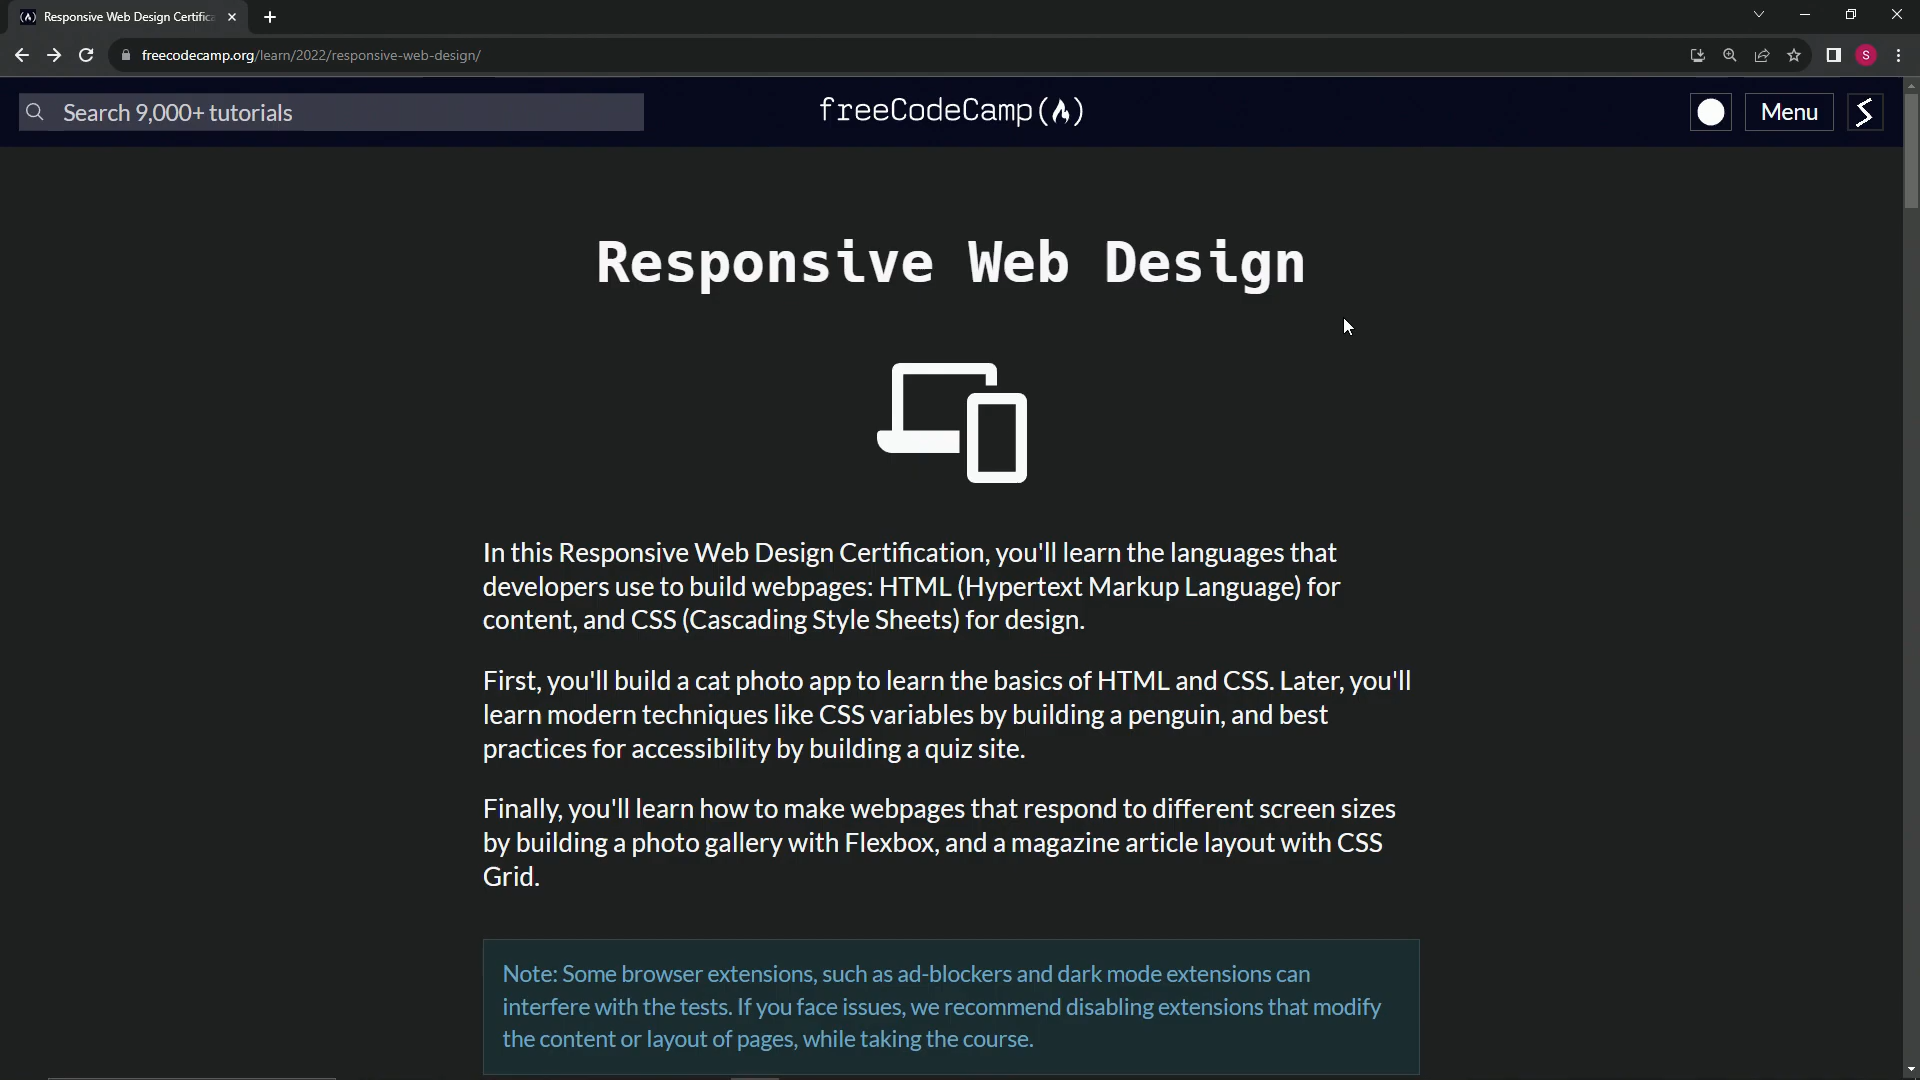 Responsive Web Design Certific
freecodecamp.org/learn/2022/responsive-web-design/
S
Search 9,000+ tutorials
freeCodeCamp
Menu
Responsive Web Design
In this Responsive Web Design Certification, you'll learn the languages that
developers use to build webpages: HTML (Hypertext Markup Language) for
content, and CSS (Cascading Style Sheets) for design.
First, you'll build a cat photo app to learn the basics of HTML and CSS. Later, you'll
learn modern techniques like CSS variables by building a penguin, and best
practices for accessibility by building a quiz site.
Finally, you'll learn how to make webpages that respond to different screen sizes
by building a photo gallery with Flexbox, and a magazine article layout with CSS
Grid.
Note: Some browser extensions, such as ad-blockers and dark mode extensions can
interfere with the tests. If you face issues, we recommend disabling extensions that modify
the content or layout of pages, while taking the course.